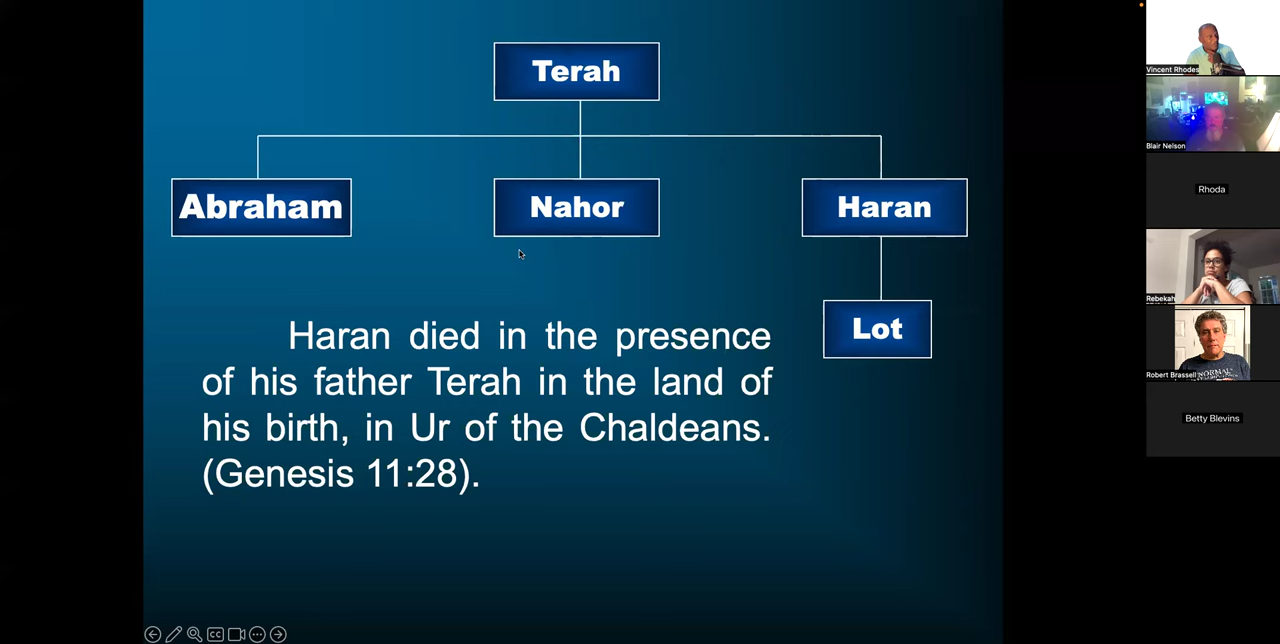 Terah
Abraham
Nahor
Haran
Lot
Haran died in the presence
of his father Terah in the land of
his birth, in Ur of the Chaldeans.
(Genesis 11:28).
Vincent Rhodes
Blair Nelson
Rhoda
Rebekah
NORMAL
Robert Brassell
Betty Blevins
CC